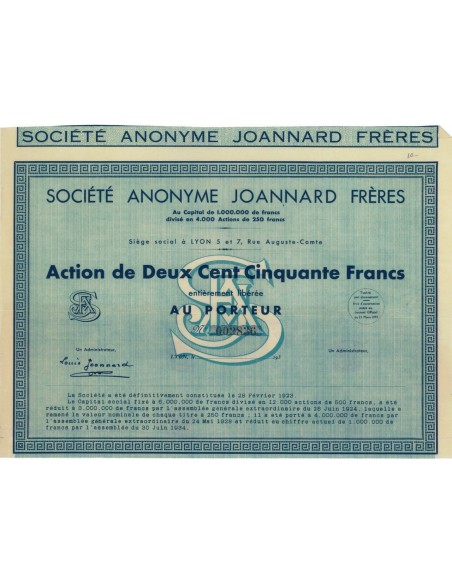 SOCIÉTÉ ANONYME JOANNARD FRÈRES
10-
SOCIÉTÉ ANONYME JOANNARD FRÈRES
Au Capital de 1.000.000 de francs
divisé en 4.000 Actions de 250 francs
Siège social à LYON 5 et 7, Rue Auguste-Comte
Action de Deux Cent Cinquante Francs
entièrement libérée
AU PORTEUR
Nº
Un Administrateur,
Un Administrateur,
Louis Joannard
La Société a été définitivement constituée le 28 Février 1920
Le Capital social fixé à 6.000.000 de francs divisé en 12.000 actions de 500 francs, a été
réduit à 3.000.000 de francs par l'assemblée générale extraordinaire du 26 Juin 1924, laquelle a
ramené la valeur nominale de chaque titre à 250 francs : il a été porté à 4.000.000 de francs par
l'assemblée générale extraordinaire du 24 Mai 1929 et réduit au chiffre actuel de 1.000.000 de
francs par l'assemblée du 30 Juin 1934.